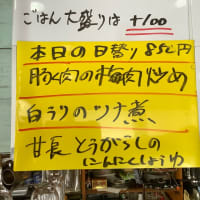 ごはん大盛りは +100
本日の日替り 850円
豚肉の梅肉炒め
白うりのツナ煮
甘長とうがらしの
にんにくしょうゆ